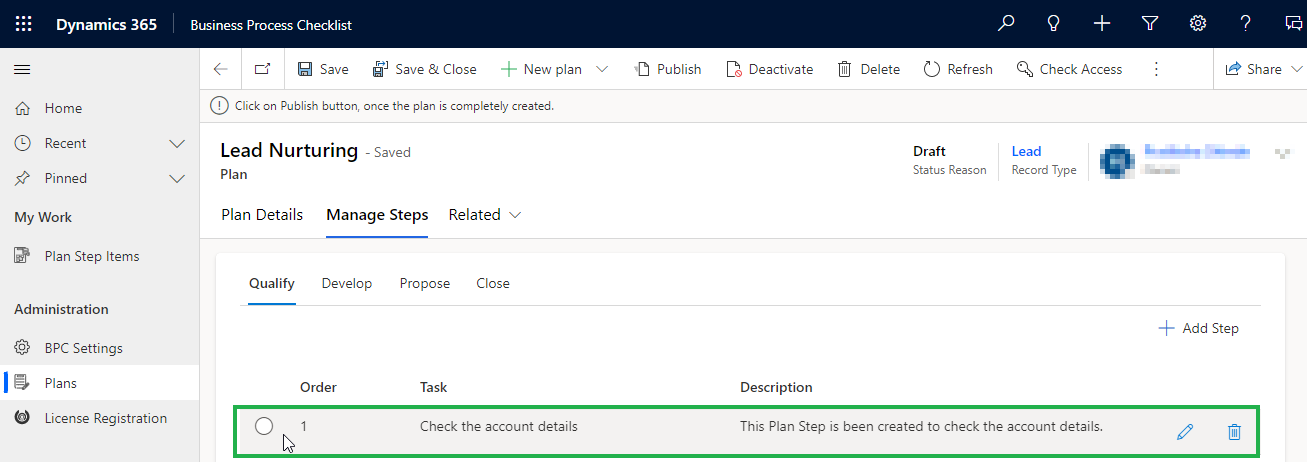 Dynamics 365 Business Process Checklist
Save Save & Close New plan Publish Deactivate Delete Refresh Check Access Share
Click on Publish button, once the plan is completely created.
Home
Recent
Pinned
My Work
Plan Step Items
Administration
BPC Settings
Plans
License Registration
Lead Nurturing - Saved
Plan
Draft
Status Reason
Lead
Record Type
Plan Details Manage Steps Related
Qualify Develop Propose Close
Add Step
Order Task Description
1 Check the account details This Plan Step is been created to check the account details.